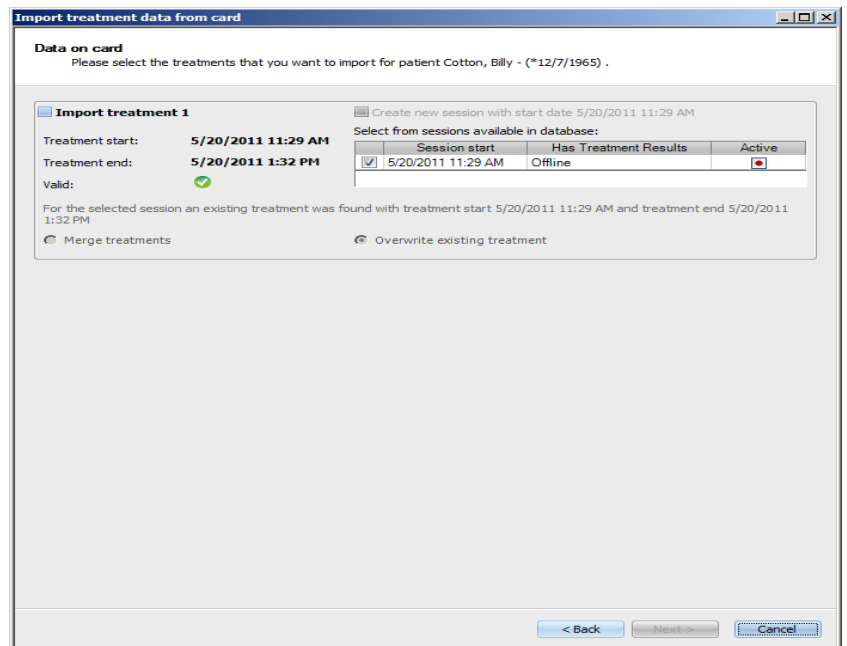 Import treatment data from card
Data on card
Please select the treatments that you want to import for patient Cotton, Billy - (*12/7/1965) .
Import treatment 1
Create new session with start date 5/20/2011 11:29 AM
Treatment start: 5/20/2011 11:29 AM
Select from sessions available in database:
Session start Has Treatment Results Active
Treatment end: 5/20/2011 1:32 PM
5/20/2011 11:29 AM Offline
Valid:
For the selected session an existing treatment was found with treatment start 5/20/2011 11:29 AM and treatment end 5/20/2011
1:32 PM
Merge treatments
Overwrite existing treatment
< Back Next > Cancel